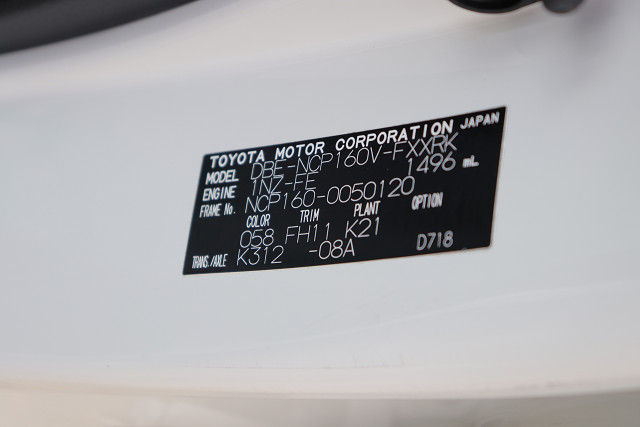 TOYOTA MOTOR CORPORATION JAPAN
MODEL DBE-NCP160V-FXXRK
ENGINE 1NZ-FE 1496 mL
FRAME No. NCP160-0050120
COLOR TRIM PLANT OPTION
058 FH11 K21
TRANS./AXLE K312 -08A D718